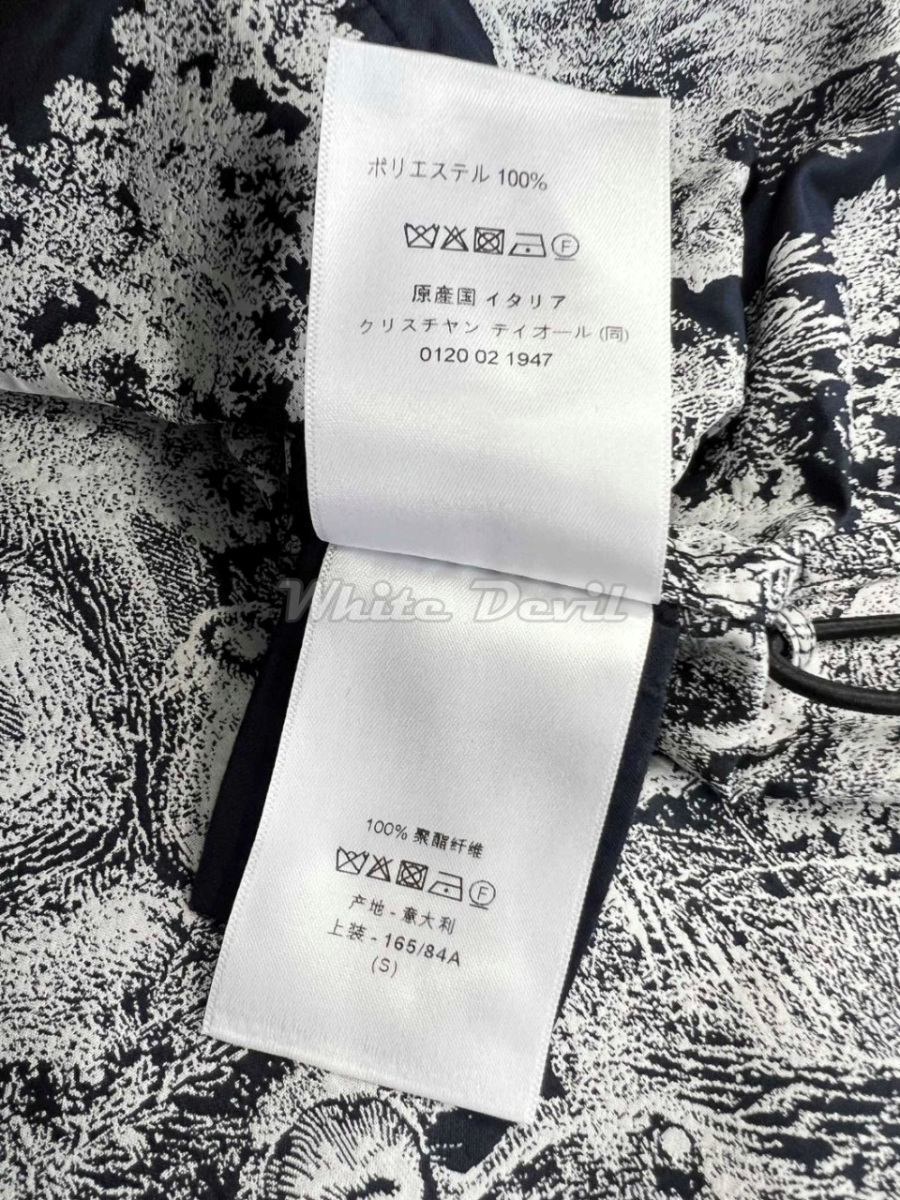 ポリエステル 100%
F
原産国 イタリア
クリスチャン ディオール (同)
0120 02 1947
White Devil
100% 聚酯纤维
F
产地 - 意大利
上装 - 165/84A
(S)